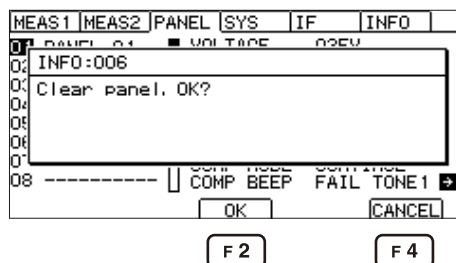 MEAS1 MEAS2 PANEL SYS IF INFO
01
INFO:006
Clear panel. OK?
08 ---------- COMP BEEP FAIL TONE1
OK CANCEL
F2 F4